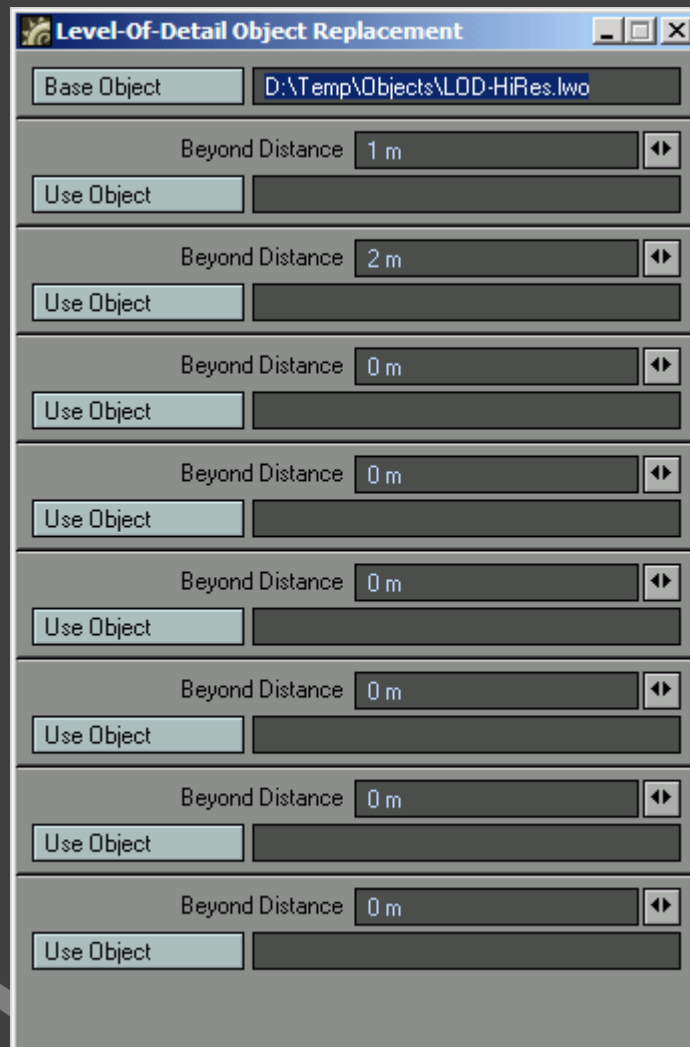 Level-Of-Detail Object Replacement
Base Object D:\Temp\Objects\LOD-HiRes.lwo
Beyond Distance 1 m
Use Object
Beyond Distance 2 m
Use Object
Beyond Distance 0 m
Use Object
Beyond Distance 0 m
Use Object
Beyond Distance 0 m
Use Object
Beyond Distance 0 m
Use Object
Beyond Distance 0 m
Use Object
Beyond Distance 0 m
Use Object